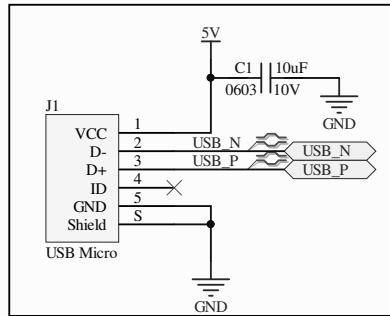 5V
C1 10uF
0603 10V
GND
J1
VCC 1
D- 2 USB_N USB_N
D+ 3 USB_P USB_P
ID 4
GND 5
Shield S
USB Micro
GND